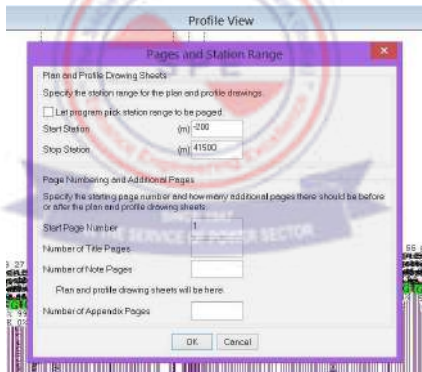 Profile View
Pages and Station Range
Plan and Profile Drawing Sheets
Specify the station range for the plan and profile drawings.
Let program pick station range to be paged
Start Station (m) -200
Stop Station (m) 41500
Page Numbering and Additional Pages
Specify the starting page number and how many additional pages there should be before
or after the plan and profile drawing sheets.
Start Page Number 1
SERVICE OF POWER SECTOR
Number of Title Pages
Number of Note Pages
Plan and profile drawing sheets will be here.
Number of Appendix Pages
OK Cancel